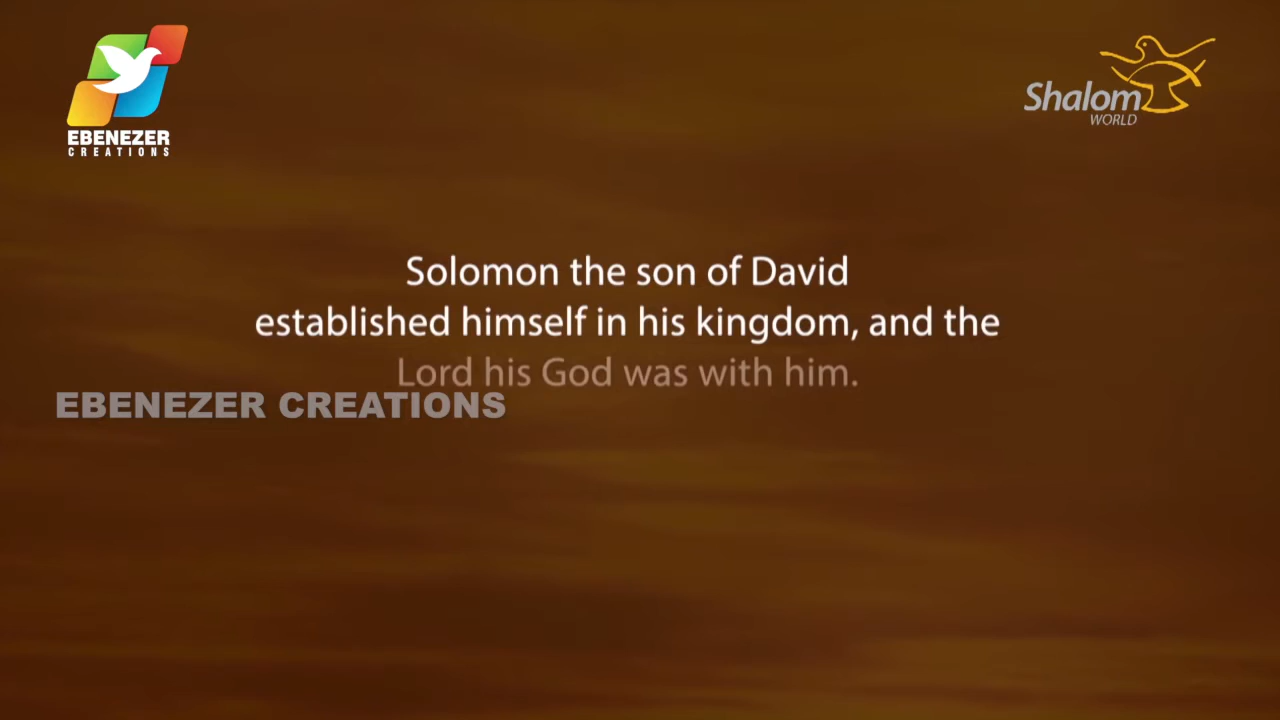 EBENEZER
CREATIONS
Shalom
WORLD
Solomon the son of David
established himself in his kingdom, and the
Lord his God was with him.
EBENEZER CREATIONS